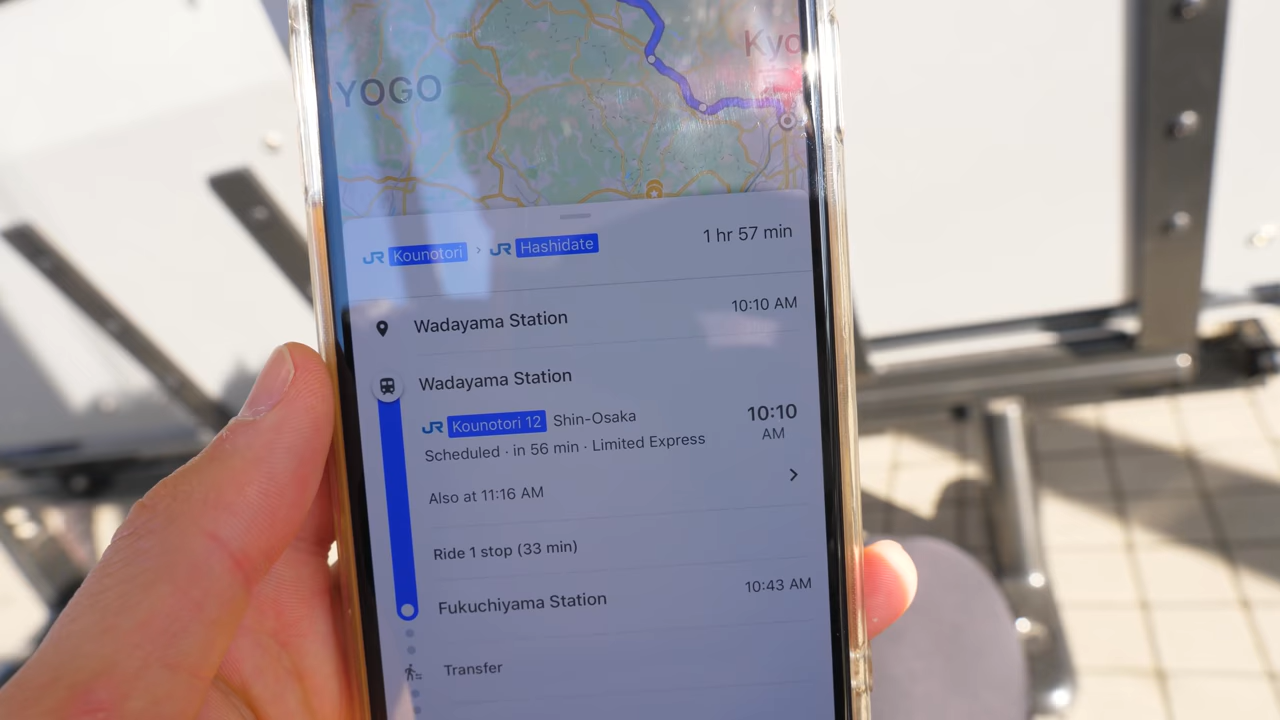 YOGO
Kyo
JR Kounotori › JR Hashidate 1 hr 57 min
Wadayama Station 10:10 AM
Wadayama Station
JR Kounotori 12 Shin-Osaka 10:10
AM
Scheduled · in 56 min · Limited Express
Also at 11:16 AM
Ride 1 stop (33 min)
Fukuchiyama Station 10:43 AM
Transfer